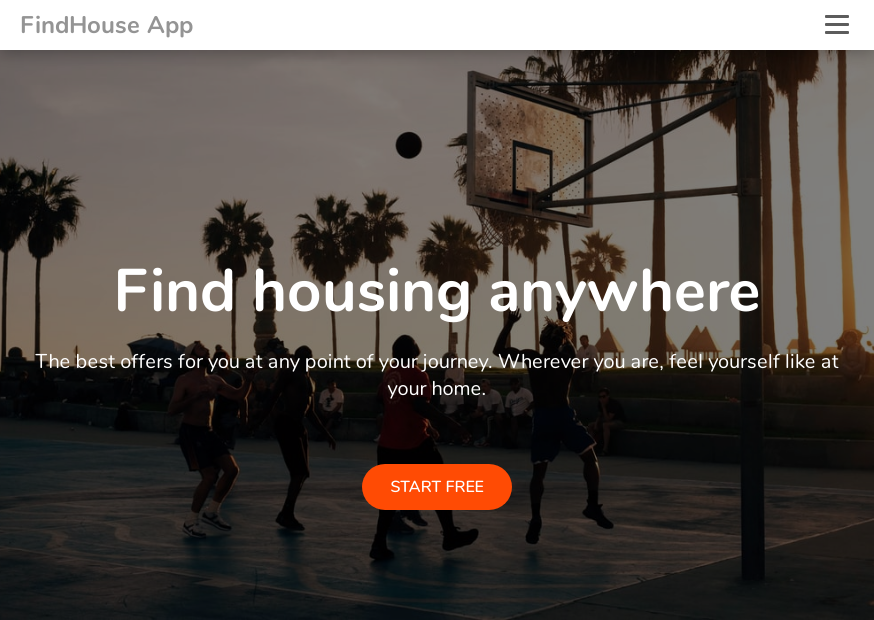 FindHouse App
Find housing anywhere
The best offers for you at any point of your journey. Wherever you are, feel yourself like at
your home.
START FREE